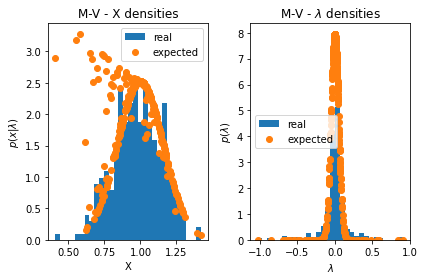 M-V - X densities
real
expected
p(x|λ)
3.0
2.5
2.0
1.5
1.0
0.5
0.0
0.50
0.75
1.00
1.25
X
M-V - λ densities
real
expected
p(λ)
8
7
6
5
4
3
2
1
0
-1.0
-0.5
0.0
0.5
1.0
λ